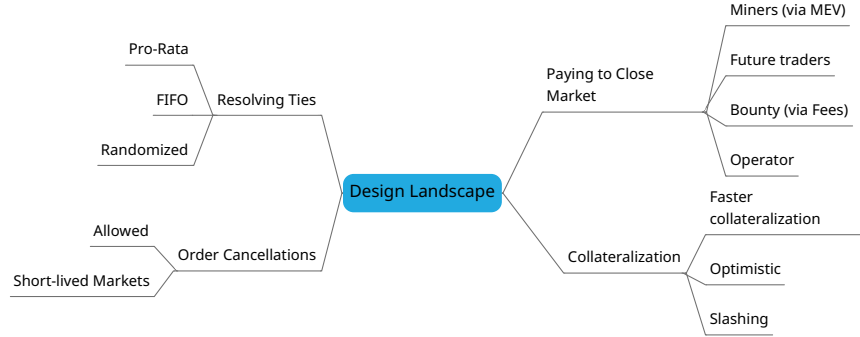 Design Landscape
Resolving Ties
Pro-Rata
FIFO
Randomized
Order Cancellations
Allowed
Short-lived Markets
Paying to Close
Market
Miners (via MEV)
Future traders
Bounty (via Fees)
Operator
Collateralization
Faster
collateralization
Optimistic
Slashing